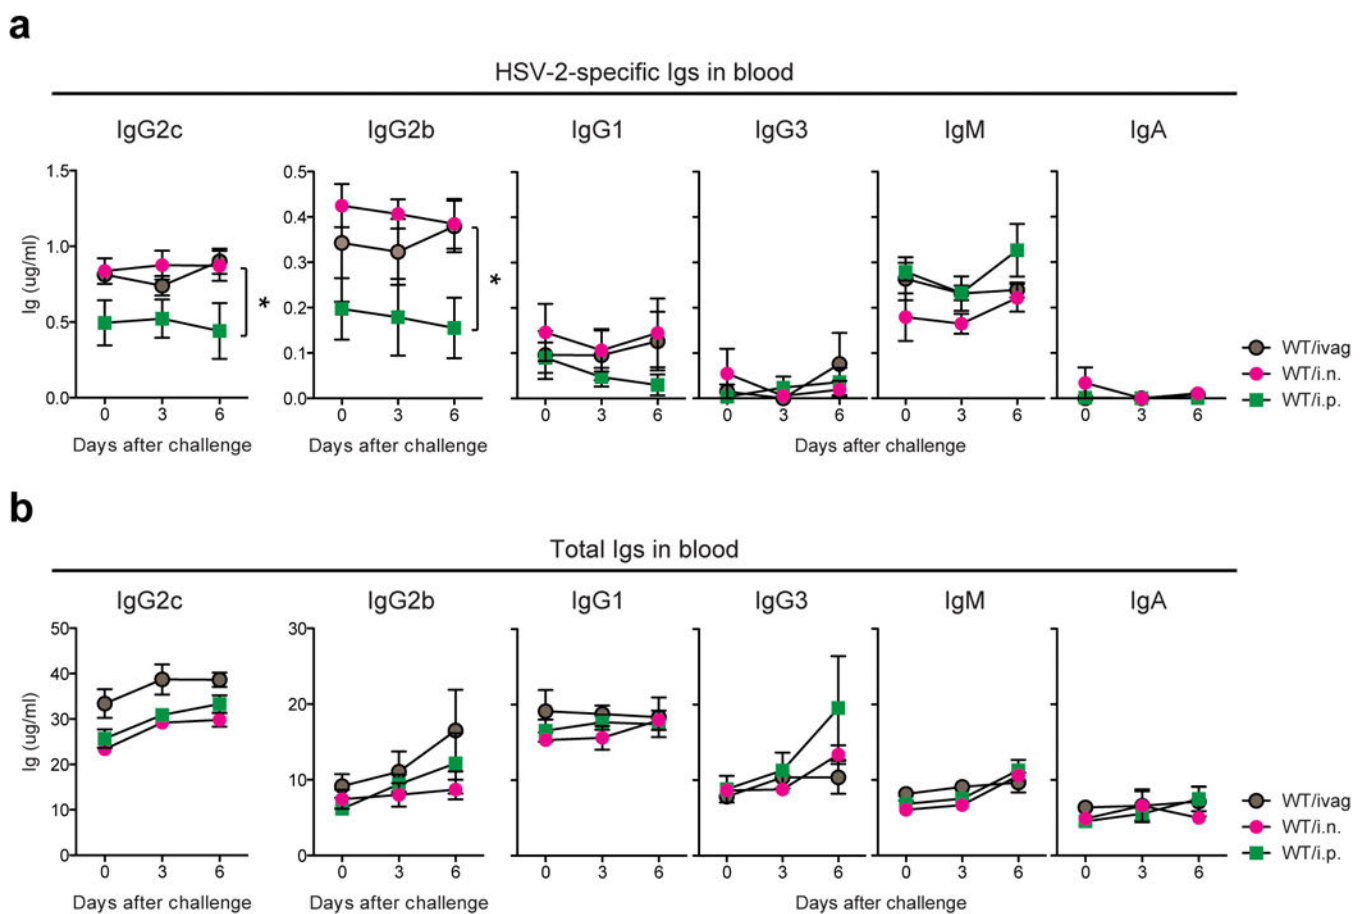 a
HSV-2-specific Igs in blood
IgG2c IgG2b IgG1 IgG3 IgM IgA
Ig (ug/ml)
1.5
1.0
0.5
0.0
0 3 6
Days after challenge
*
0.5
0.4
0.3
0.2
0.1
0.0
0 3 6
Days after challenge
*
0 3 6
0 3 6
0 3 6
0 3 6
Days after challenge
WT/ivag
WT/i.n.
WT/i.p.
b
Total Igs in blood
IgG2c IgG2b IgG1 IgG3 IgM IgA
Ig (ug/ml)
50
40
30
20
10
0
0 3 6
Days after challenge
30
20
10
0
0 3 6
Days after challenge
0 3 6
0 3 6
0 3 6
0 3 6
Days after challenge
WT/ivag
WT/i.n.
WT/i.p.